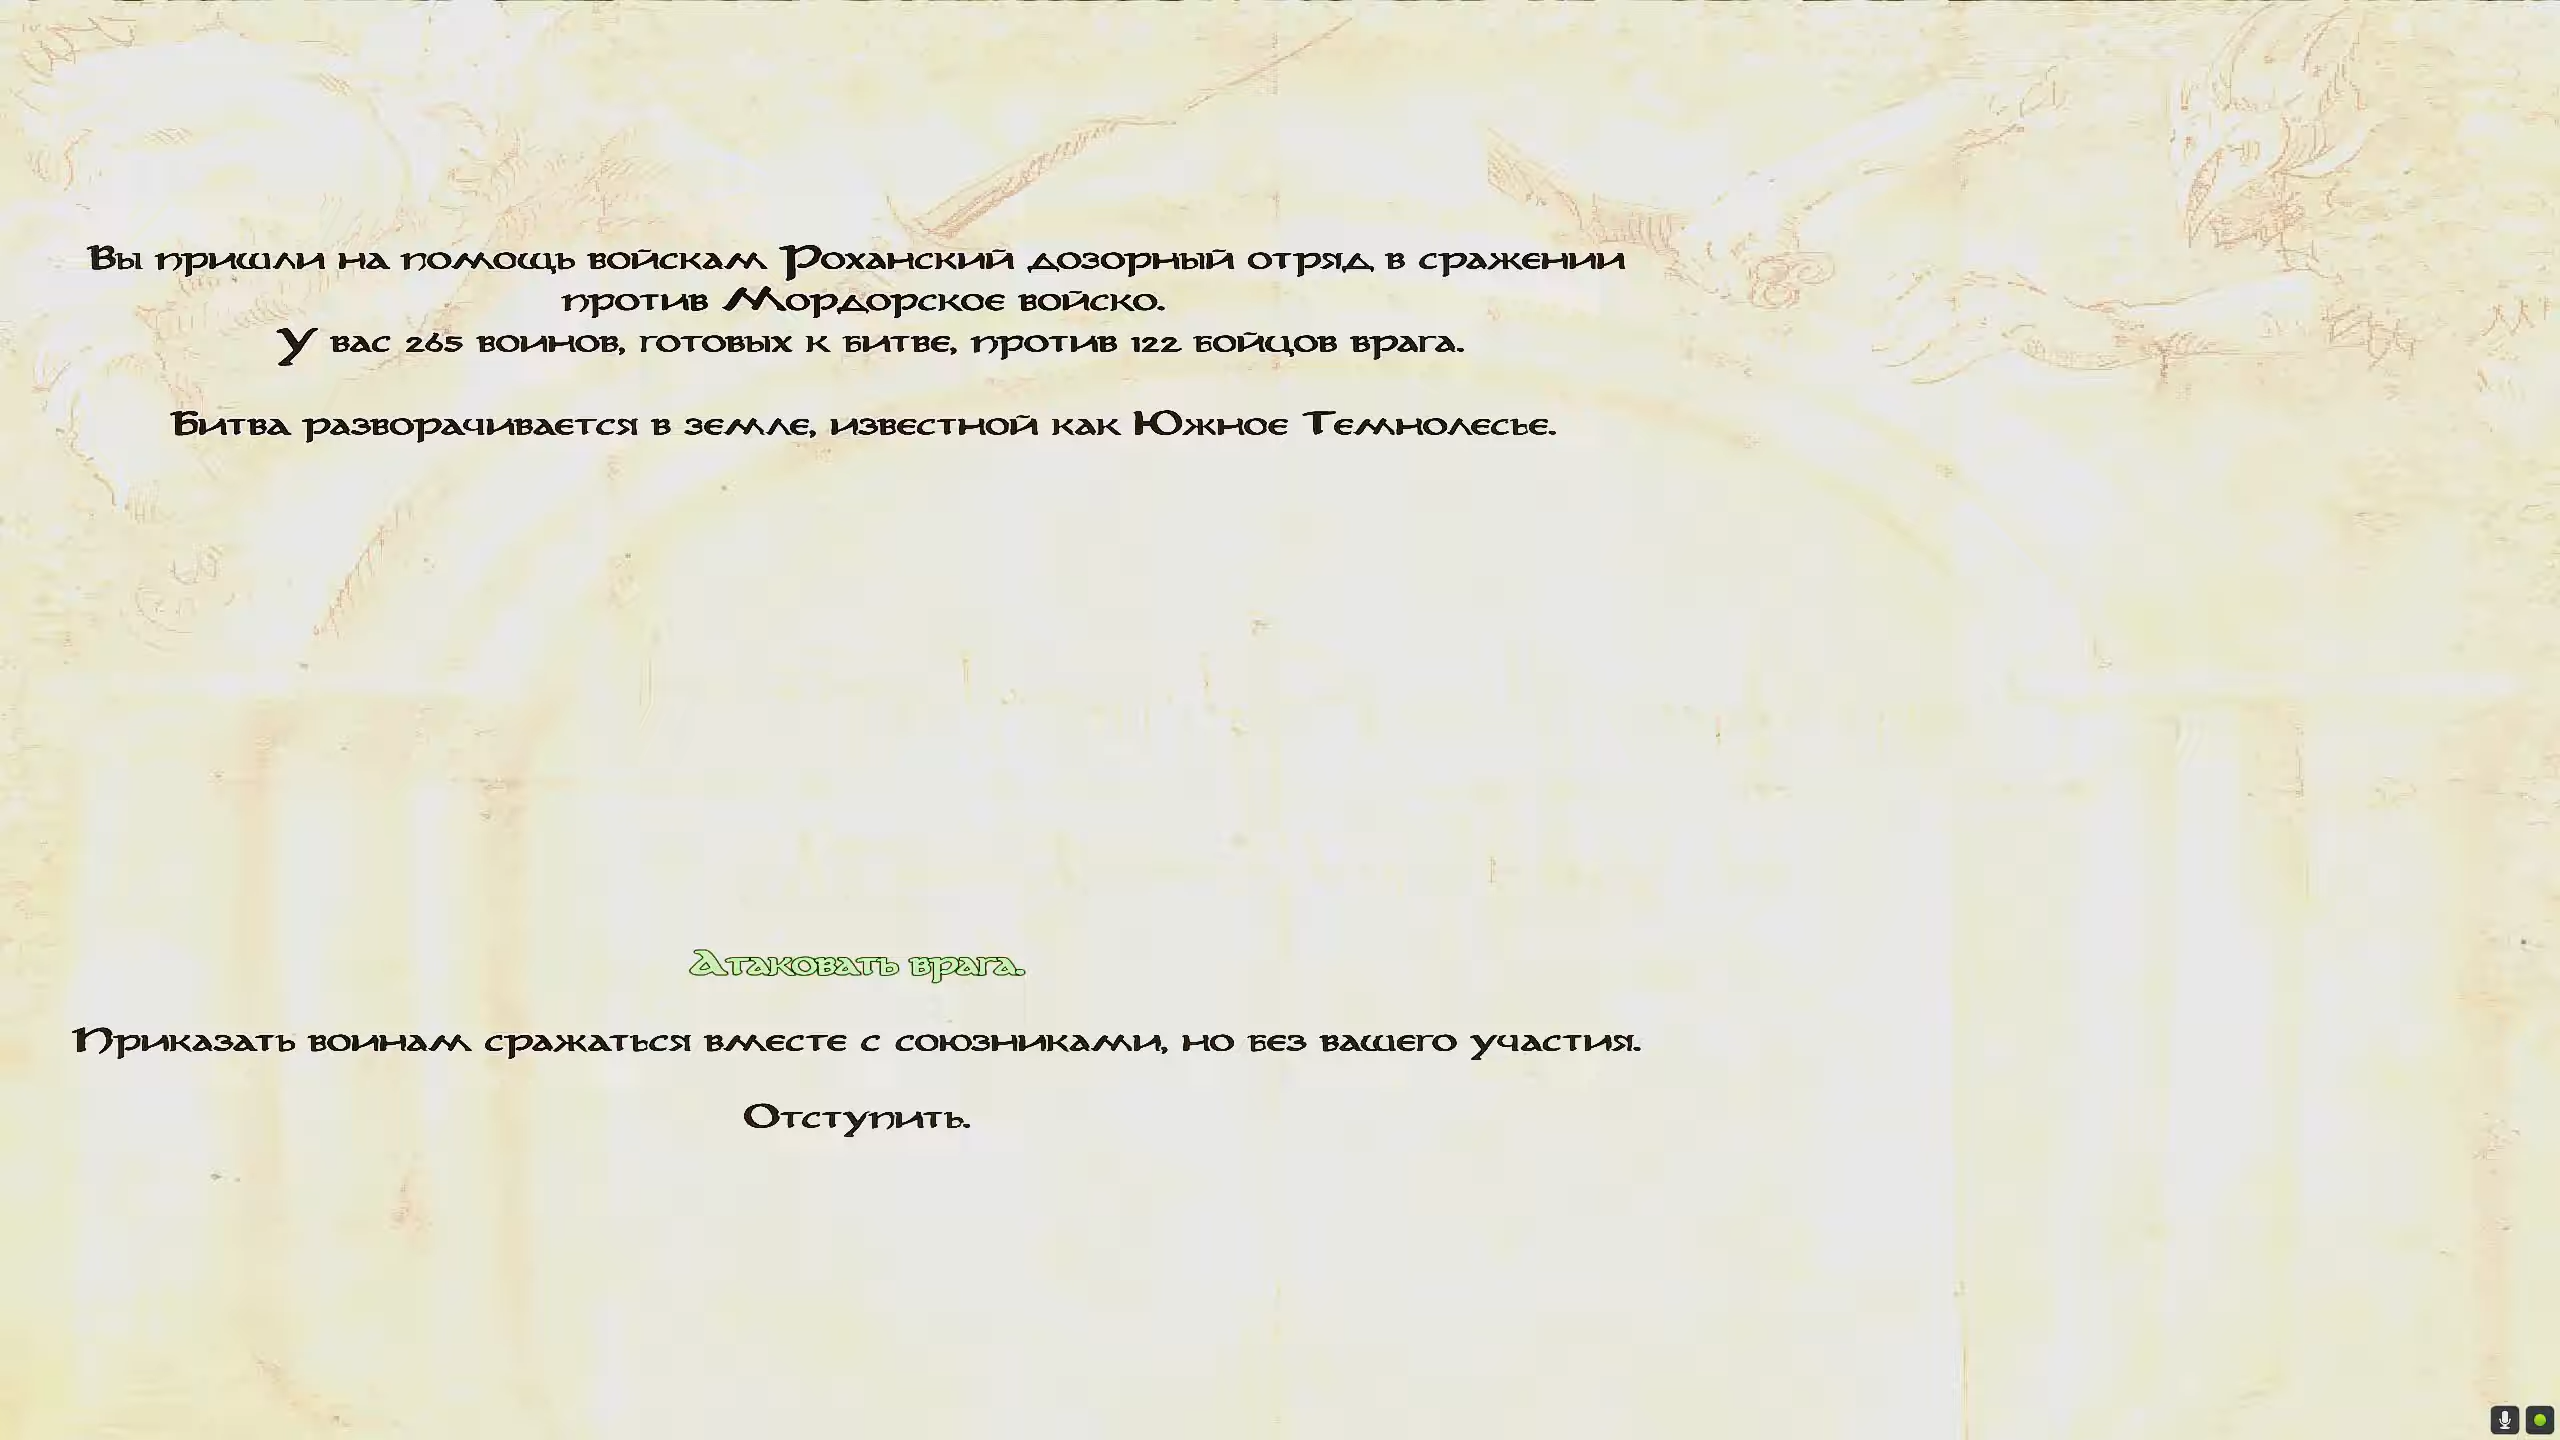 Вы пришли на помощь войскам Роханский дозорный отряд в сражении
против Мордорское войско.
У вас 265 воинов, готовых к битве, против 122 бойцов врага.
Битва разворачивается в земле, известной как Южное Темнолесье.
Атаковать врага.
Приказать воинам сражаться вместе с союзниками, но без вашего участия.
Отступить.